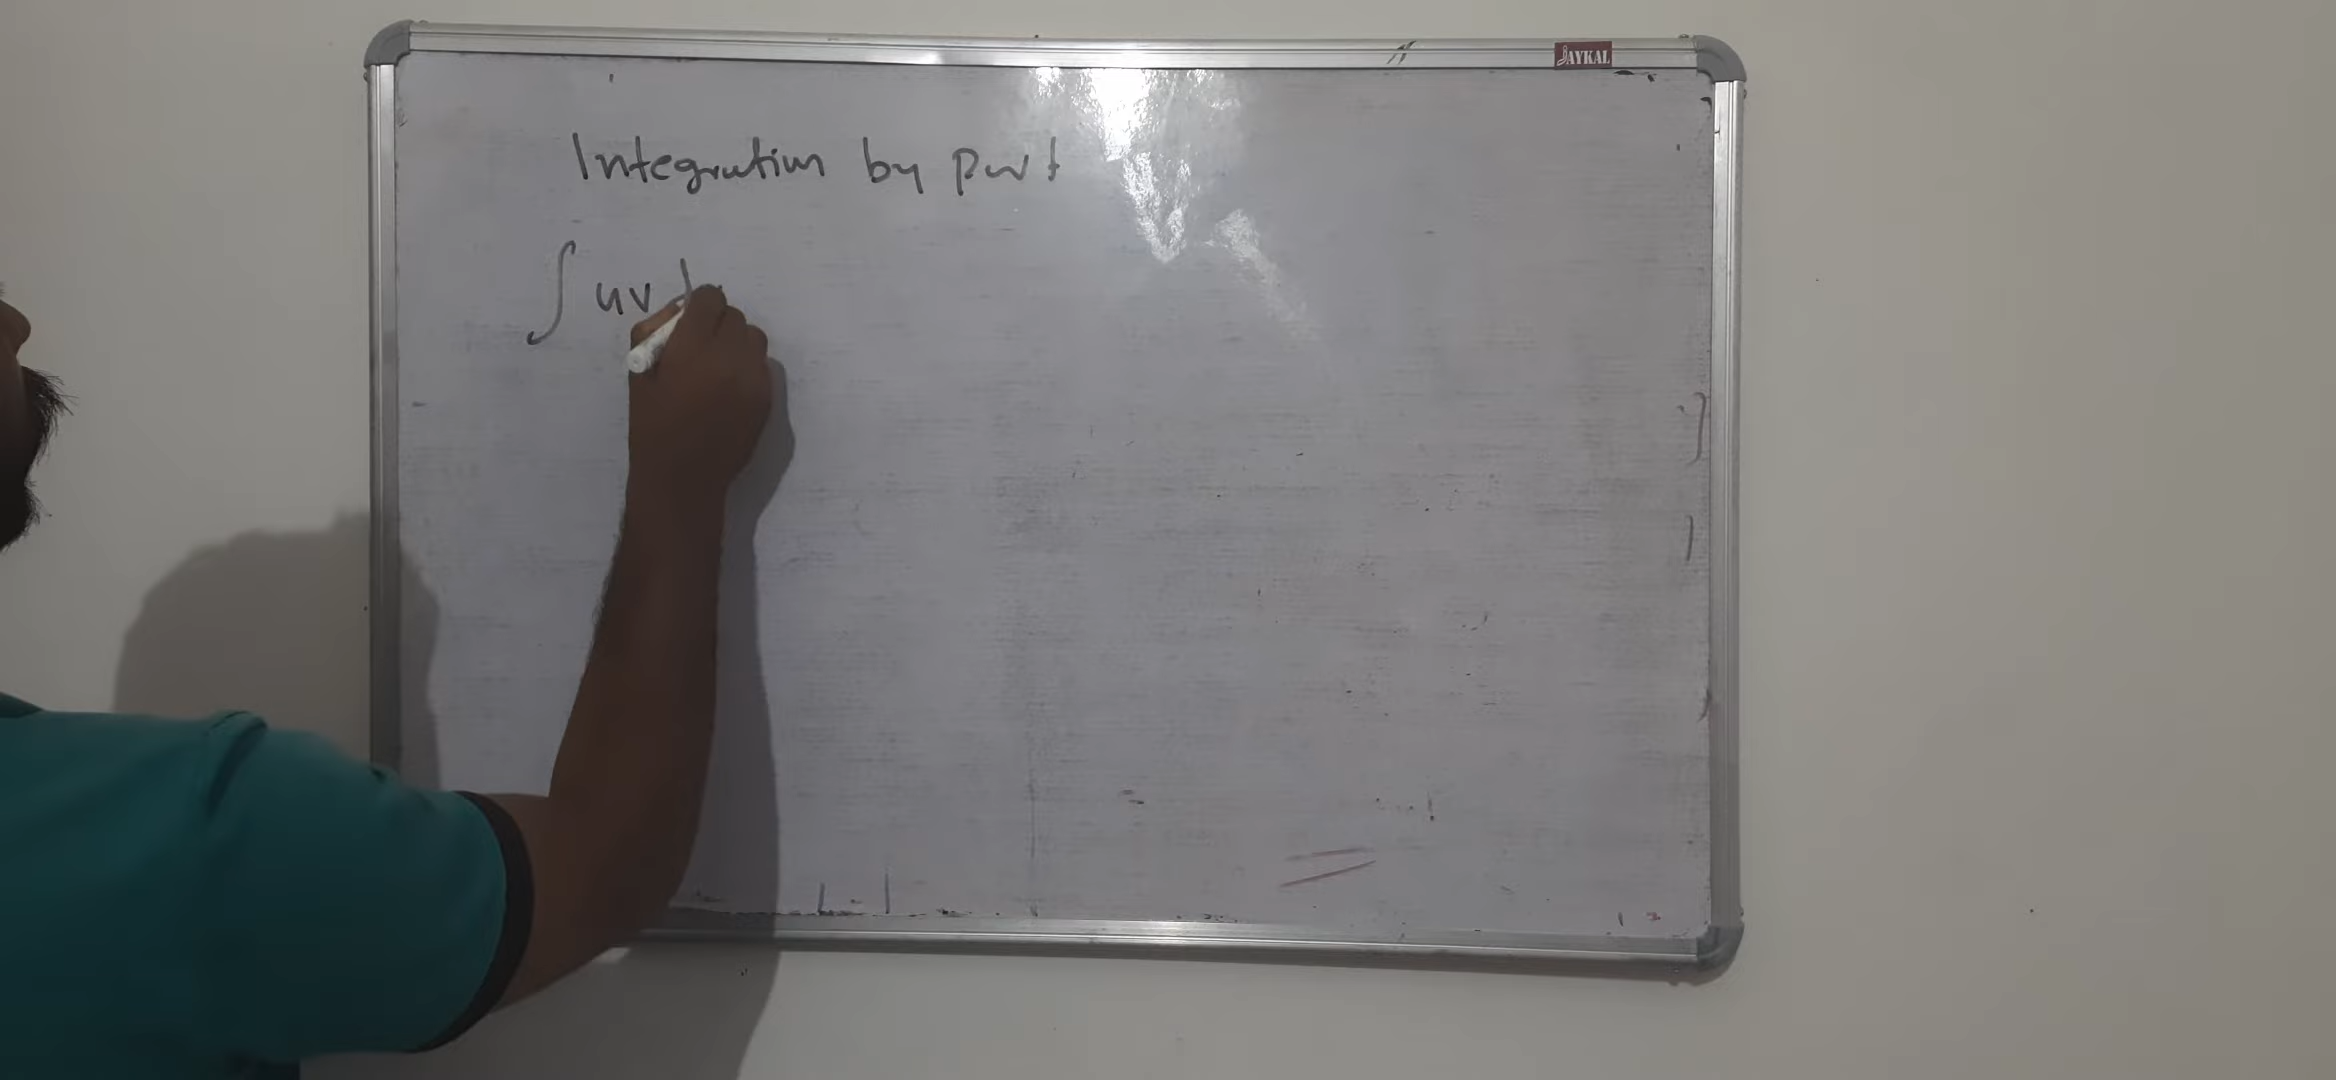 JAYKAL
Integration by part
∫ uv d